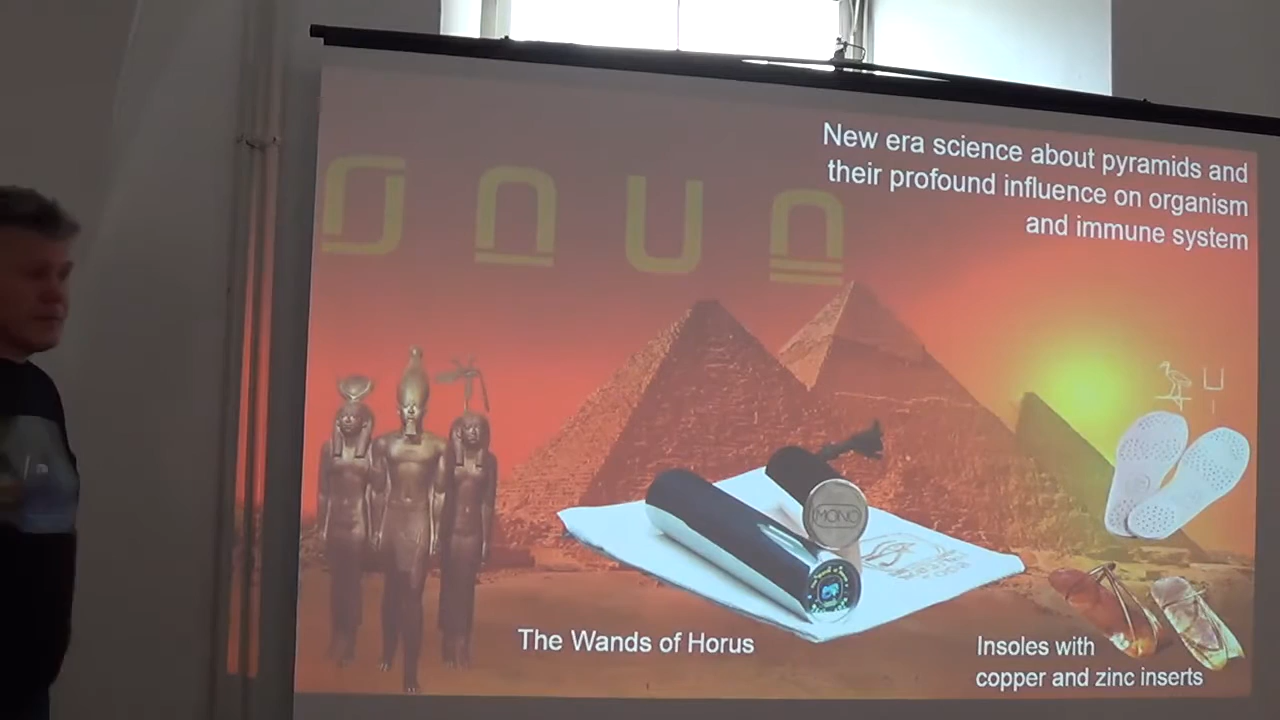 New era science about pyramids and
their profound influence on organism
and immune system
MONO
The Wands of Horus
Insoles with
copper and zinc inserts